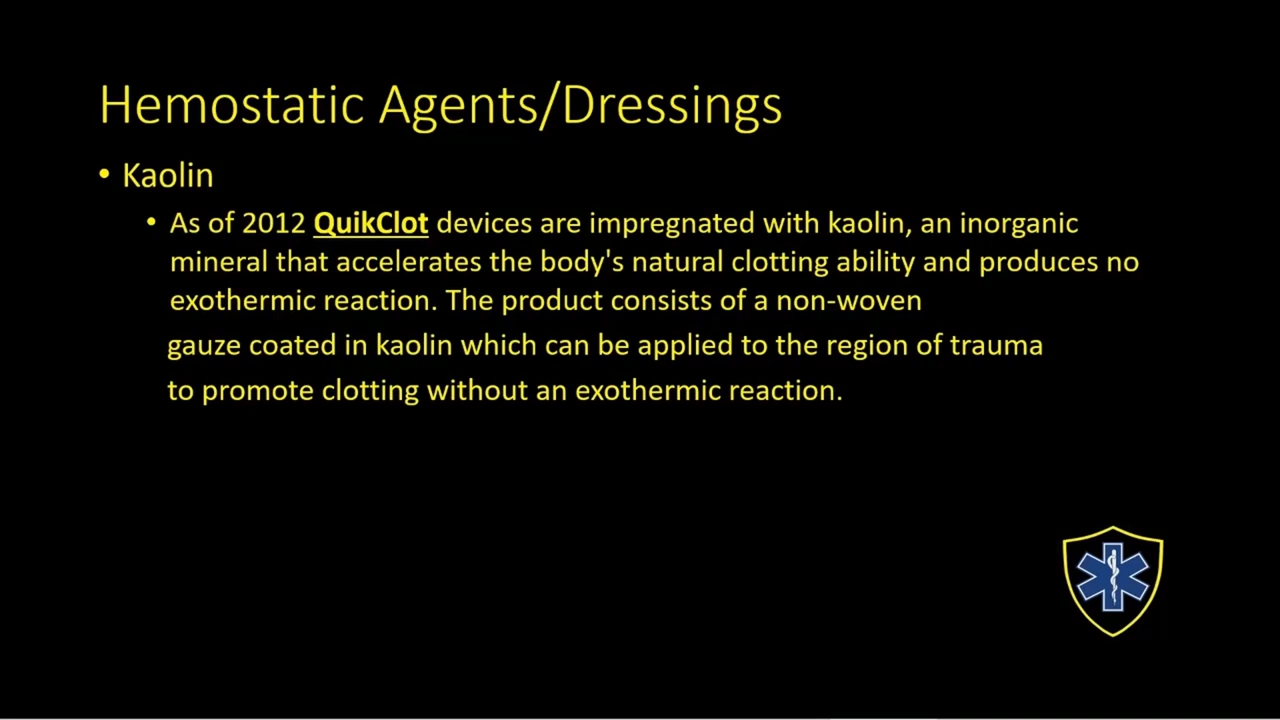 Hemostatic Agents/Dressings
• Kaolin
• As of 2012 QuikClot devices are impregnated with kaolin, an inorganic
mineral that accelerates the body's natural clotting ability and produces no
exothermic reaction. The product consists of a non-woven
gauze coated in kaolin which can be applied to the region of trauma
to promote clotting without an exothermic reaction.